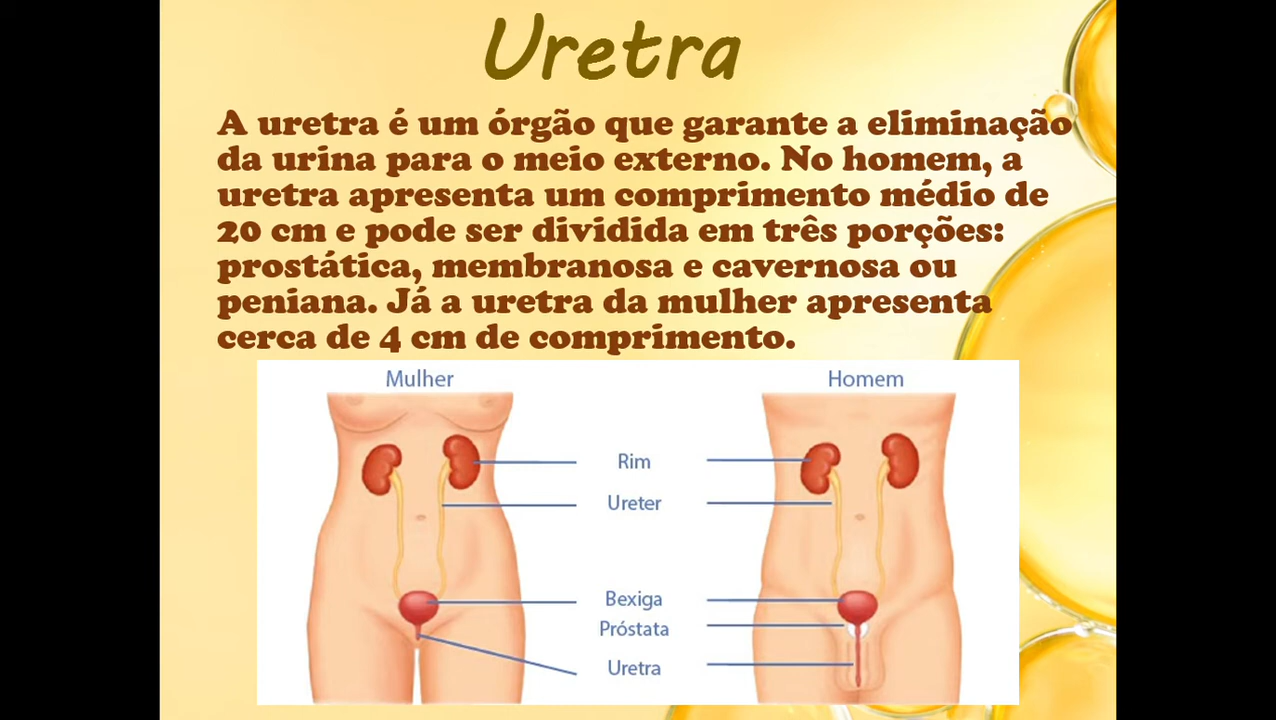 Uretra
A uretra é um órgão que garante a eliminação
da urina para o meio externo. No homem, a
uretra apresenta um comprimento médio de
20 cm e pode ser dividida em três porções:
prostática, membranosa e cavernosa ou
peniana. Já a uretra da mulher apresenta
cerca de 4 cm de comprimento.
Mulher
Homem
Rim
Ureter
Bexiga
Próstata
Uretra